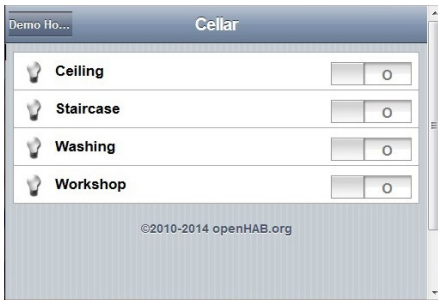 Demo Ho...
Cellar
Ceiling
O
Staircase
O
Washing
O
Workshop
O
©2010-2014 openHAB.org